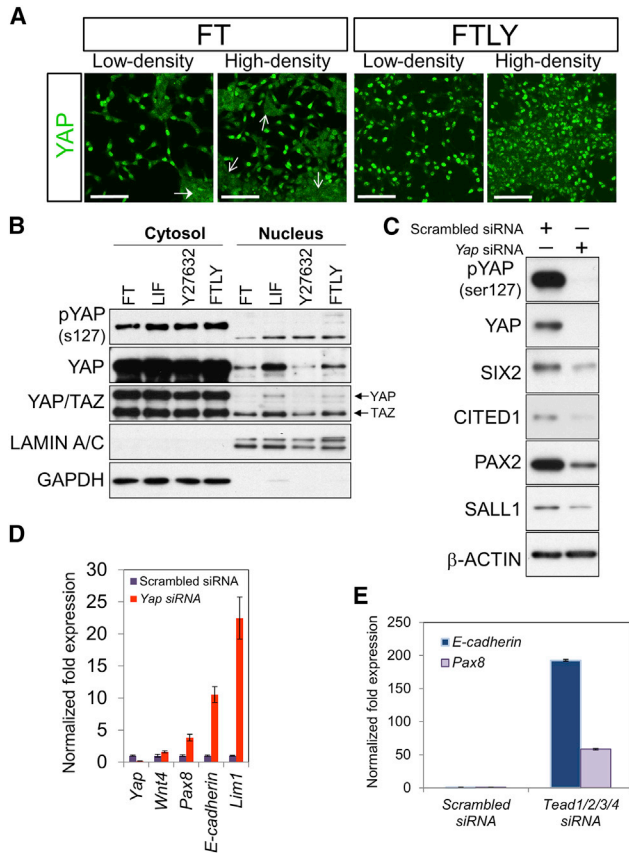 A
FT
FTLY
Low-density
High-density
Low-density
High-density
YAP
B
Cytosol
Nucleus
FT
LIF
Y27632
FTLY
FT
LIF
Y27632
FTLY
pYAP
(s127)
YAP
YAP/TAZ
YAP
TAZ
LAMIN A/C
GAPDH
C
Scrambled siRNA + –
Yap siRNA – +
pYAP
(ser127)
YAP
SIX2
CITED1
PAX2
SALL1
β-ACTIN
D
Normalized fold expression
30
25
20
15
10
5
0
Scrambled siRNA
Yap siRNA
Yap
Wnt4
Pax8
E-cadherin
Lim1
E
Normalized fold expression
250
200
150
100
50
0
E-cadherin
Pax8
Scrambled
siRNA
Tead1/2/3/4
siRNA